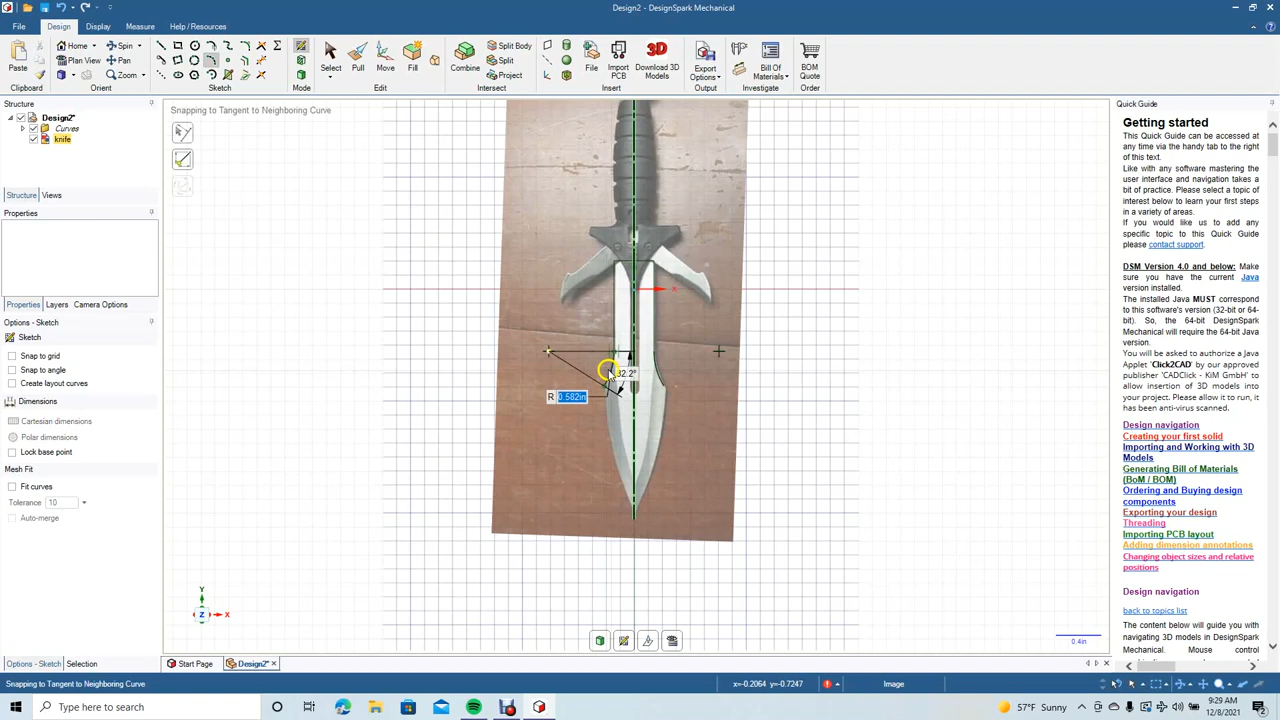 Design2* - DesignSpark Mechanical
File
Design
Display
Measure
Help / Resources
Paste
Home
Plan View
Spin
Pan
Zoom
Select
Pull
Move
Fill
Combine
Split Body
Split
Project
File
Import PCB
Download 3D Models
3D
Export Options
Bill Of Materials
BOM Quote
Clipboard
Orient
Sketch
Mode
Edit
Intersect
Insert
Output
Investigate
Order
Structure
Design2*
Curves
knife
Structure
Views
Properties
Properties
Layers
Camera Options
Options - Sketch
Sketch
Snap to grid
Snap to angle
Create layout curves
Dimensions
Cartesian dimensions
Polar dimensions
Lock base point
Mesh Fit
Fit curves
Tolerance 10
Auto-merge
Options - Sketch
Selection
Snapping to Tangent to Neighboring Curve
X
32.2°
R 0.582in
Y
Z
X
0.4in
Start Page
Design2*
Quick Guide
Getting started
This Quick Guide can be accessed at
any time via the handy tab to the right
of this text.
Like with any software mastering the
user interface and navigation takes a
bit of practice. Please select a topic of
interest below to learn your first steps
in a variety of areas.
If you would like us to add any
specific topic to this Quick Guide
please contact support.
DSM Version 4.0 and below: Make
sure you have the current Java
version installed.
The installed Java MUST correspond
to this software's version (32-bit or 64-
bit). So, the 64-bit DesignSpark
Mechanical will require the 64-bit Java
version.
You will be asked to authorize a Java
Applet 'Click2CAD' (by our approved
professional partner 'CADClick - KiM GmbH') to
allow insertion of 3D models into
your project. Please allow it to run, it
has been anti-virus scanned.
Design navigation
Creating your first solid
Importing and Working with 3D
Models
Generating Bill of Materials
(BoM / BOM)
Ordering and Buying design
components
Exporting your design
Threading
Importing PCB layout
Adding dimension annotations
Changing object sizes and relative
positions
Design navigation
back to topics list
The content below will guide you with
navigating 3D models in DesignSpark
Mechanical. Mouse control
Snapping to Tangent to Neighboring Curve
x=-0.2064 y=-0.7247
Image
Type here to search
57°F Sunny
9:29 AM
12/8/2021
2